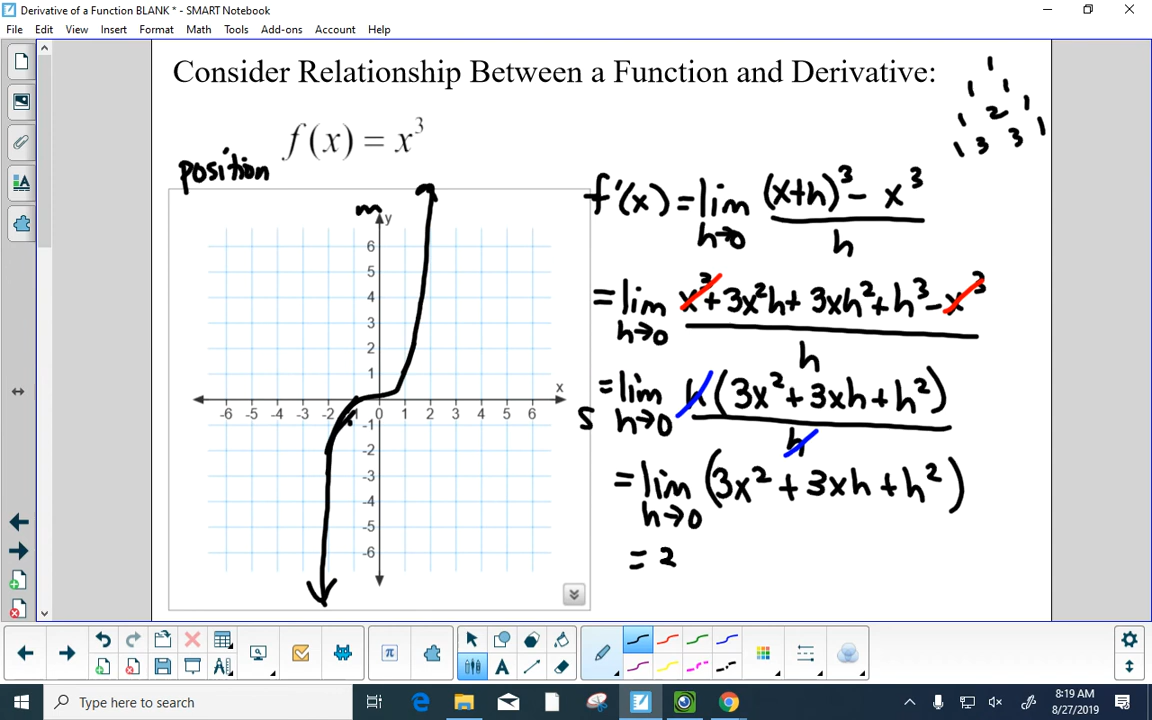 Derivative of a Function BLANK * - SMART Notebook
File Edit View Insert Format Math Tools Add-ons Account Help
Consider Relationship Between a Function and Derivative:
1
1 1
1 2 1
1 3 3 1
f(x) = x³
position
m
y
6
5
4
3
2
1
x
-6 -5 -4 -3 -2 -1 0 1 2 3 4 5 6
s
-1
-2
-3
-4
-5
-6
f'(x) = lim h→0 (x+h)³ - x³ / h
= lim h→0 x³ + 3x²h + 3xh² + h³ - x³ / h
= lim h→0 h(3x² + 3xh + h²) / h
= lim h→0 (3x² + 3xh + h²)
= 2
π
A
Type here to search
8:19 AM
8/27/2019